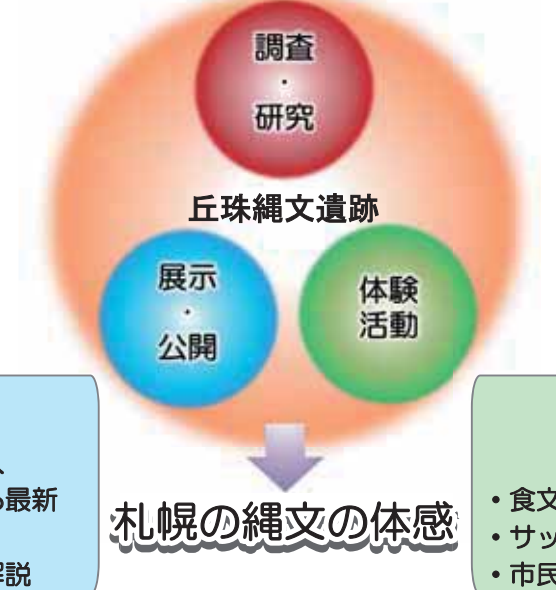 調査
・
研究
丘珠縄文遺跡
展示
・
公開
体験
活動
札幌の縄文の体感
、
最新
解説
・食文
・サッ
・市民